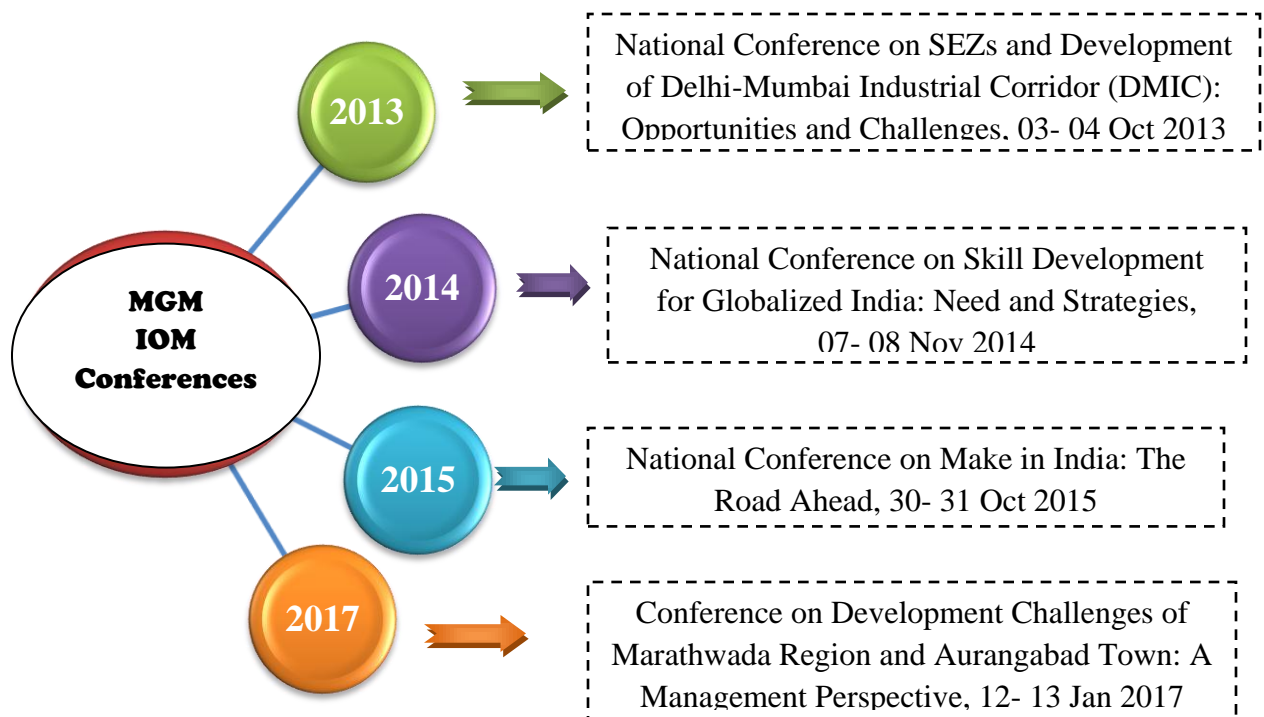 MGM
IOM
Conferences
2013
National Conference on SEZs and Development
of Delhi-Mumbai Industrial Corridor (DMIC):
Opportunities and Challenges, 03- 04 Oct 2013
2014
National Conference on Skill Development
for Globalized India: Need and Strategies,
07- 08 Nov 2014
2015
National Conference on Make in India: The
Road Ahead, 30- 31 Oct 2015
2017
Conference on Development Challenges of
Marathwada Region and Aurangabad Town: A
Management Perspective, 12- 13 Jan 2017